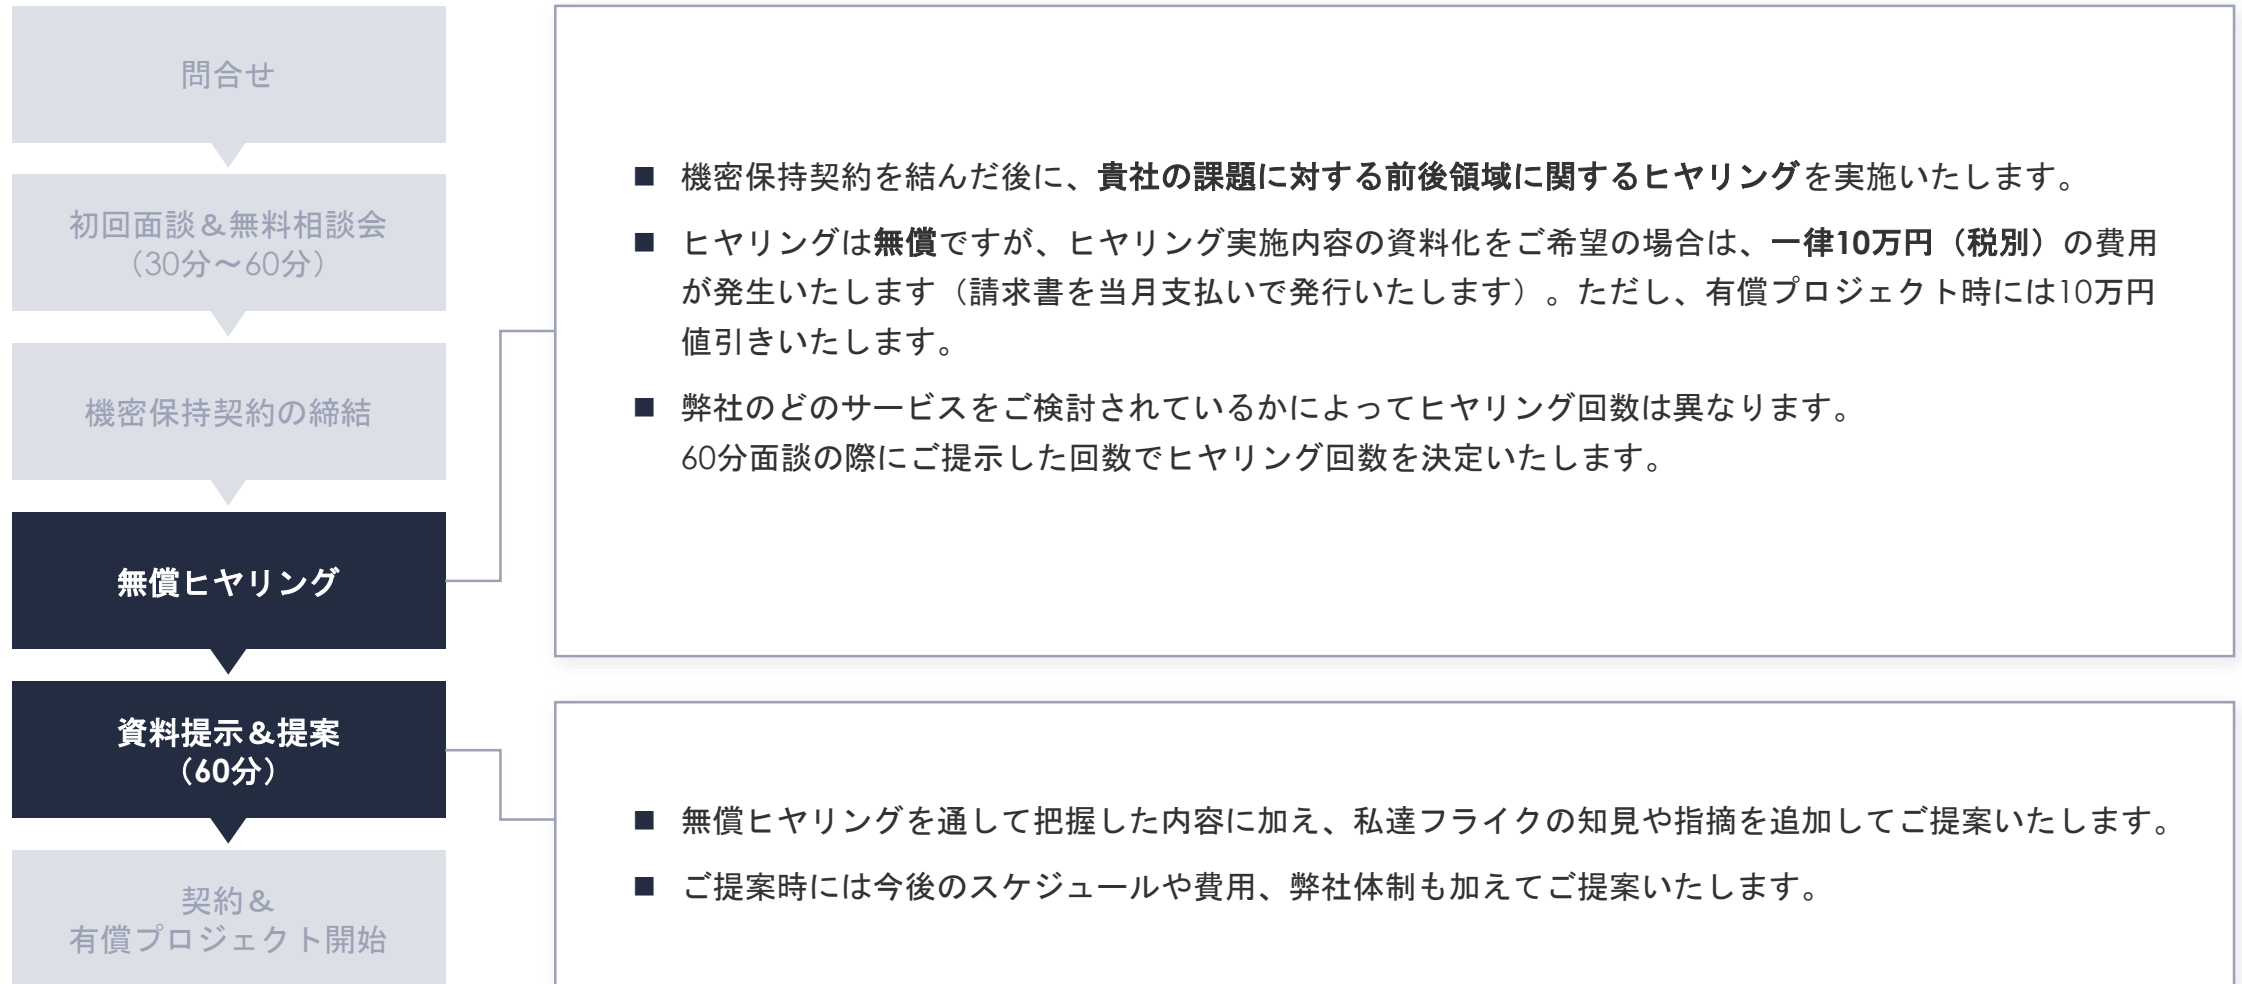 問合せ
初回面談＆無料相談会
（30分～60分）
機密保持契約の締結
無償ヒヤリング
資料提示＆提案
（60分）
契約＆
有償プロジェクト開始
■ 機密保持契約を結んだ後に、貴社の課題に対する前後領域に関するヒヤリングを実施いたします。
■ ヒヤリングは無償ですが、ヒヤリング実施内容の資料化をご希望の場合は、一律10万円（税別）の費用
が発生いたします（請求書を当月支払いで発行いたします）。ただし、有償プロジェクト時には10万円
値引きいたします。
■ 弊社のどのサービスをご検討されているかによってヒヤリング回数は異なります。
60分面談の際にご提示した回数でヒヤリング回数を決定いたします。
■ 無償ヒヤリングを通して把握した内容に加え、私達フライクの知見や指摘を追加してご提案いたします。
■ ご提案時には今後のスケジュールや費用、弊社体制も加えてご提案いたします。